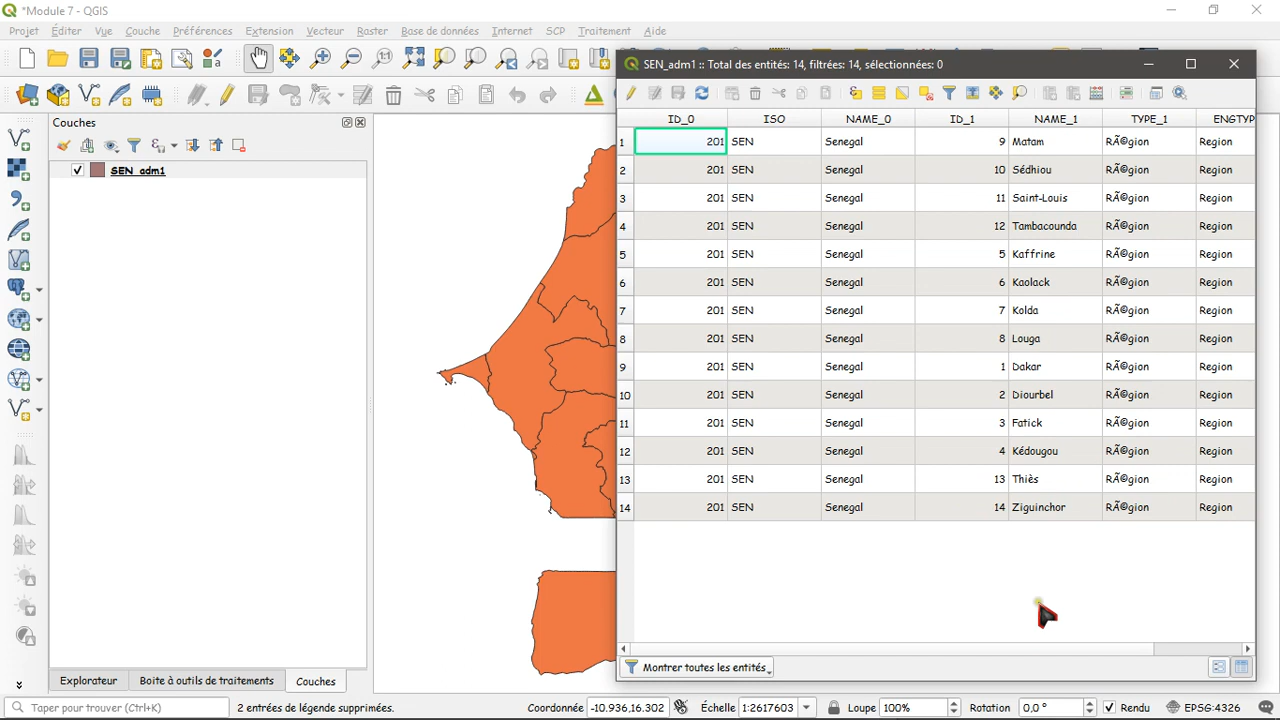 *Module 7 - QGIS
Projet Éditer Vue Couche Préférences Extension Vecteur Raster Base de données Internet SCP Traitement Aide
SEN_adm1 :: Total des entités: 14, filtrées: 14, sélectionnées: 0
Couches
SEN_adm1
ID_0 ISO NAME_0 ID_1 NAME_1 TYPE_1 ENGTYP
1 201 SEN Senegal 9 Matam RÃ©gion Region
2 201 SEN Senegal 10 Sédhiou RÃ©gion Region
3 201 SEN Senegal 11 Saint-Louis RÃ©gion Region
4 201 SEN Senegal 12 Tambacounda RÃ©gion Region
5 201 SEN Senegal 5 Kaffrine RÃ©gion Region
6 201 SEN Senegal 6 Kaolack RÃ©gion Region
7 201 SEN Senegal 7 Kolda RÃ©gion Region
8 201 SEN Senegal 8 Louga RÃ©gion Region
9 201 SEN Senegal 1 Dakar RÃ©gion Region
10 201 SEN Senegal 2 Diourbel RÃ©gion Region
11 201 SEN Senegal 3 Fatick RÃ©gion Region
12 201 SEN Senegal 4 Kédougou RÃ©gion Region
13 201 SEN Senegal 13 Thiès RÃ©gion Region
14 201 SEN Senegal 14 Ziguinchor RÃ©gion Region
Montrer toutes les entités
Explorateur Boite à outils de traitements Couches
Taper pour trouver (Ctrl+K) 2 entrées de légende supprimées. Coordonnée -10.936,16.302 Échelle 1:2617603 Loupe 100% Rotation 0,0 ° Rendu EPSG:4326